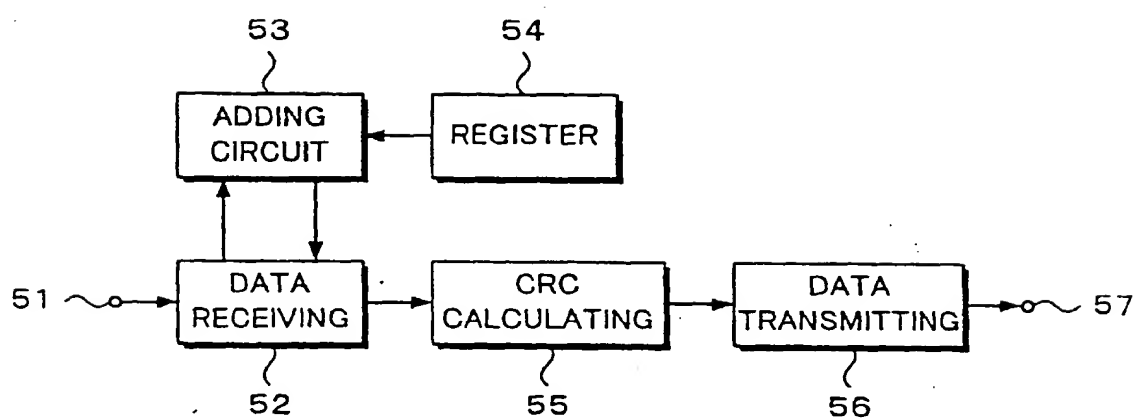 53
54
ADDING
CIRCUIT
REGISTER
51
DATA
RECEIVING
CRC
CALCULATING
DATA
TRANSMITTING
57
52
55
56